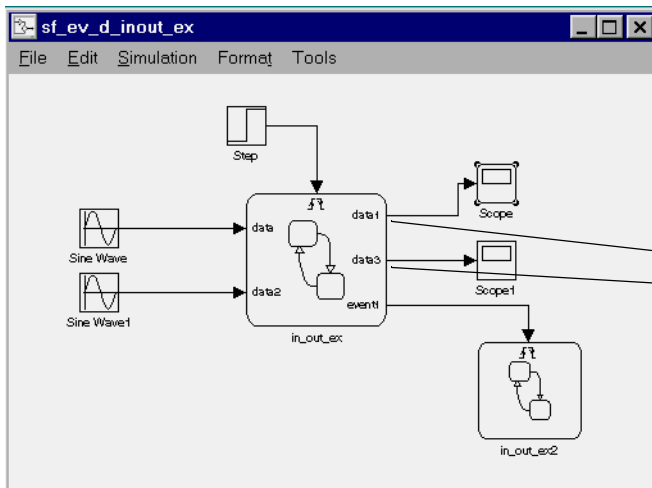 sf_ev_d_inout_ex
File Edit Simulation Format Tools
Step
data
data1
Scope
Sine Wave
data3
Scope1
data2
Sine Wave1
event1
in_out_ex
in_out_ex2